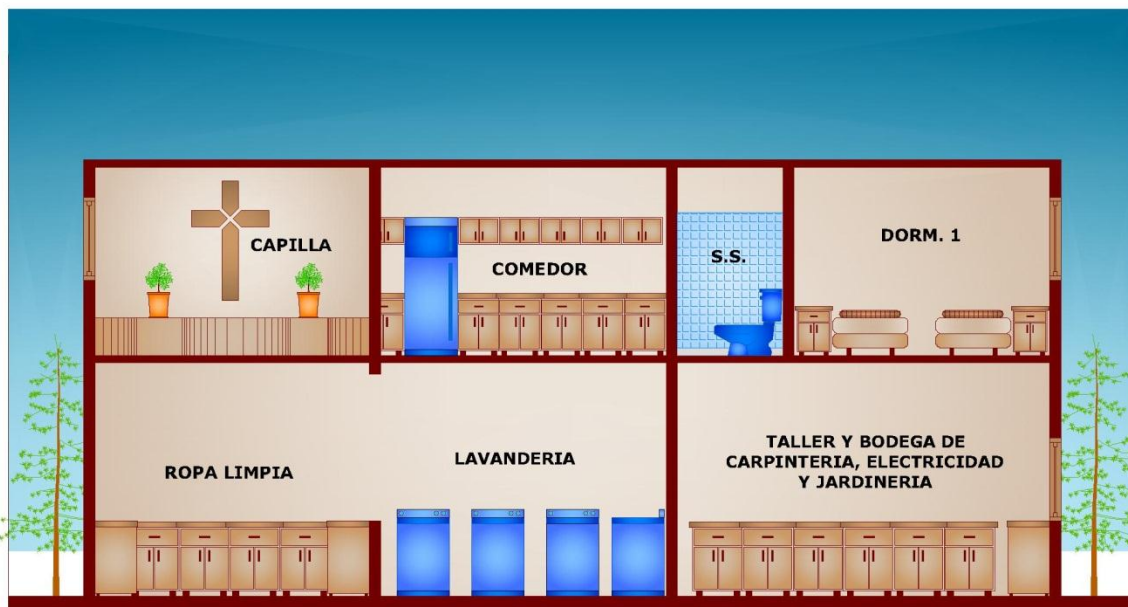 CAPILLA
COMEDOR
S.S.
DORM. 1
ROPA LIMPIA
LAVANDERIA
TALLER Y BODEGA DE
CARPINTERIA, ELECTRICIDAD
Y JARDINERIA